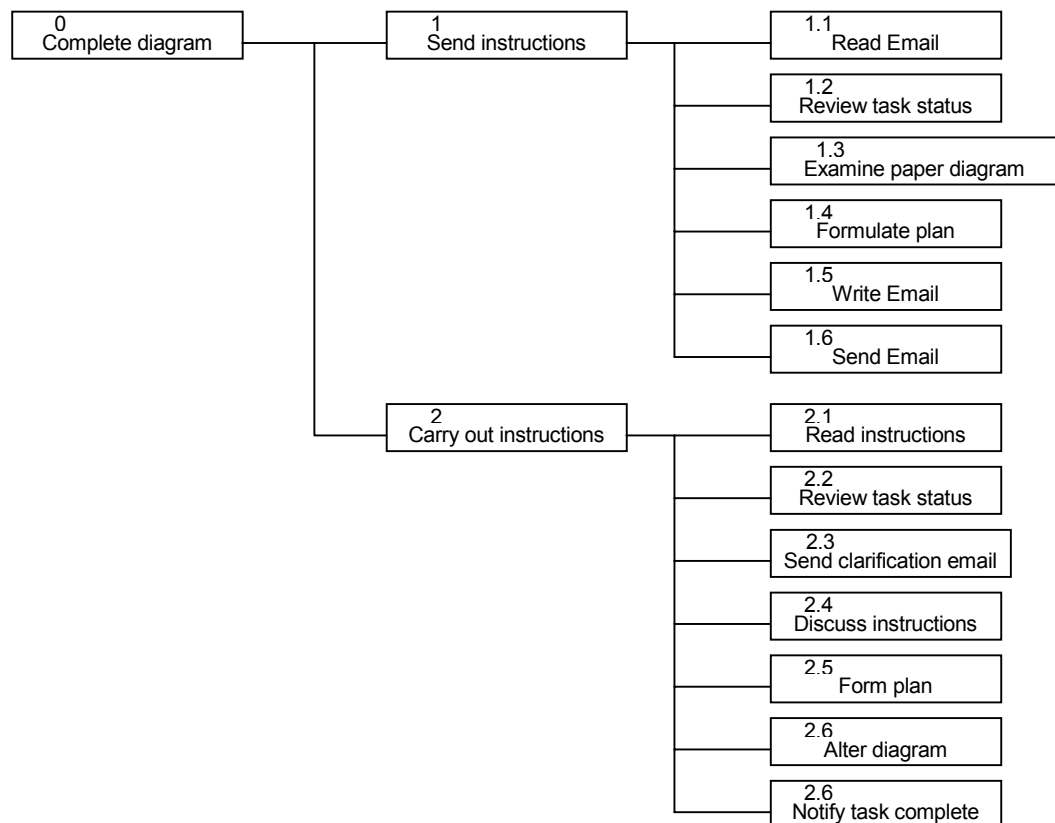 0
Complete diagram
1
Send instructions
1.1
Read Email
1.2
Review task status
1.3
Examine paper diagram
1.4
Formulate plan
1.5
Write Email
1.6
Send Email
2
Carry out instructions
2.1
Read instructions
2.2
Review task status
2.3
Send clarification email
2.4
Discuss instructions
2.5
Form plan
2.6
Alter diagram
2.6
Notify task complete